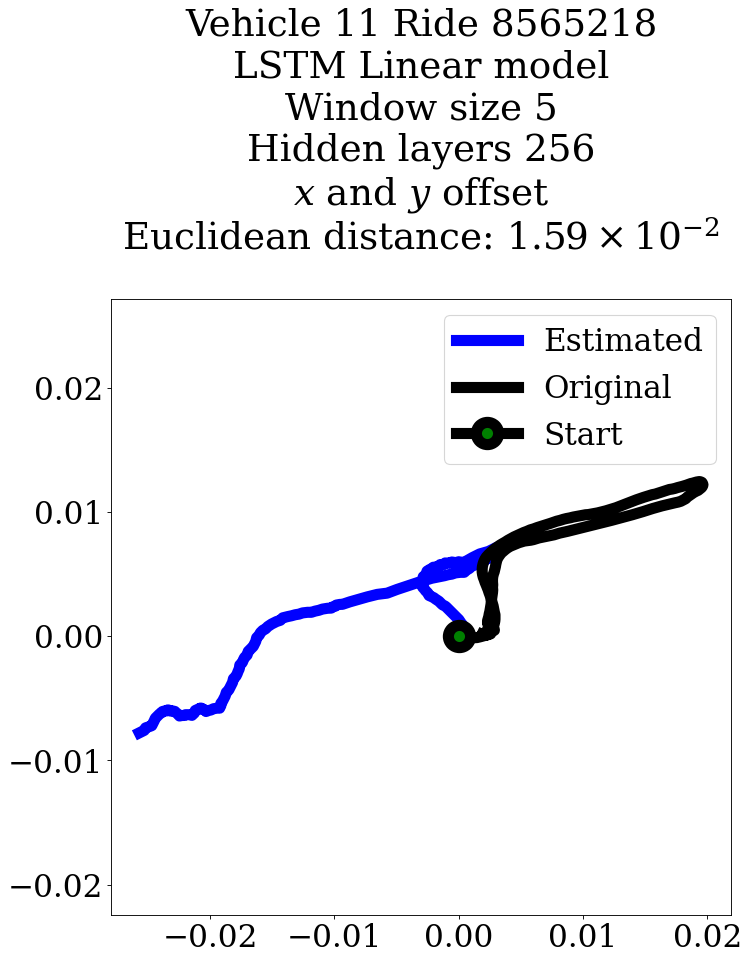 Vehicle 11 Ride 8565218
LSTM Linear model
Window size 5
Hidden layers 256
x and y offset
Euclidean distance: 1.59 × 10⁻²
Estimated
Original
Start
0.02
0.01
0.00
−0.01
−0.02
−0.02 −0.01 0.00 0.01 0.02